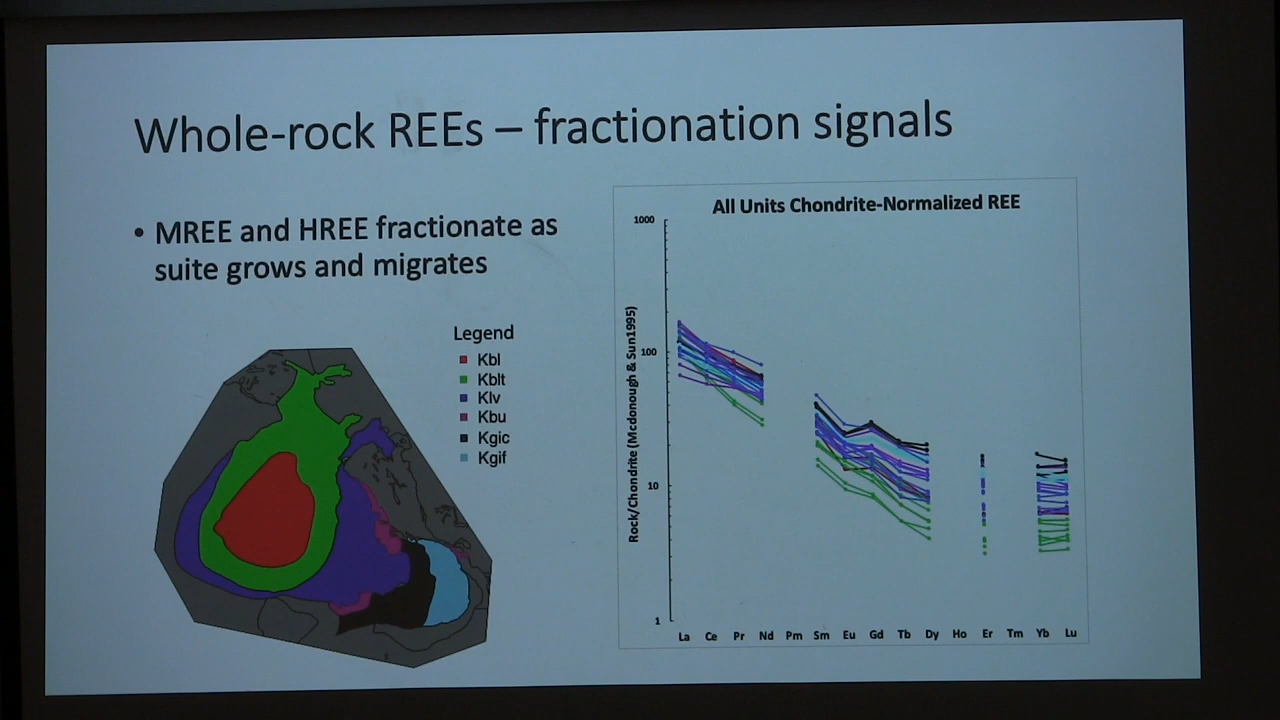 Whole-rock REEs – fractionation signals
• MREE and HREE fractionate as
suite grows and migrates
Legend
Kbl
Kblt
Klv
Kbu
Kgic
Kgif
All Units Chondrite-Normalized REE
Rock/Chondrite (Mcdonough & Sun1995)
1000
100
10
1
La Ce Pr Nd Pm Sm Eu Gd Tb Dy Ho Er Tm Yb Lu